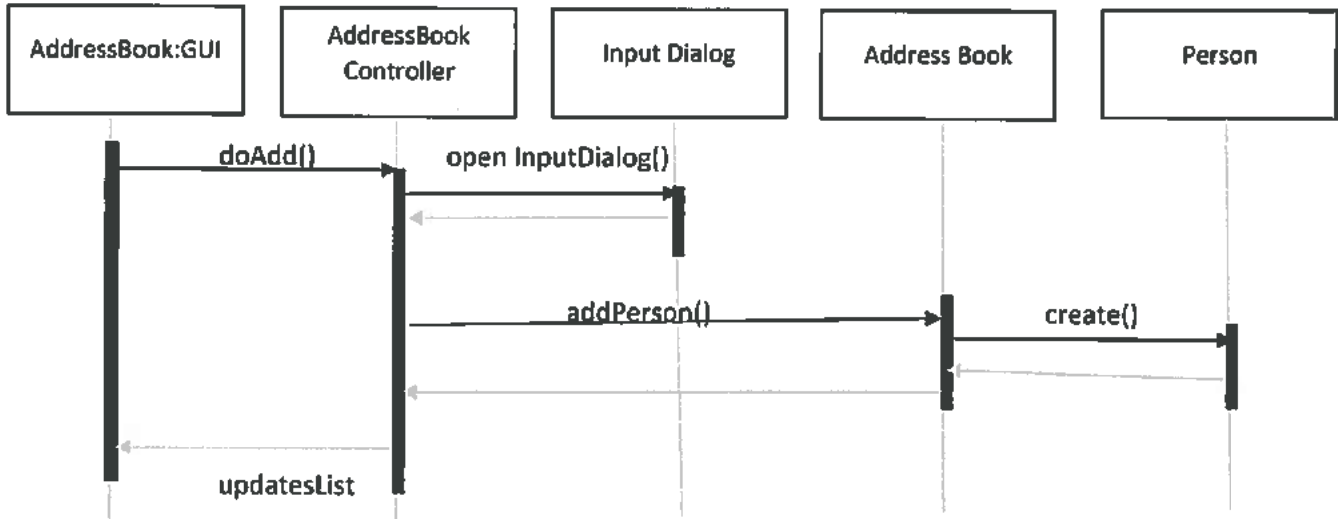 AddressBook:GUI
AddressBook
Controller
Input Dialog
Address Book
Person
doAdd()
open InputDialog()
addPerson()
create()
updatesList